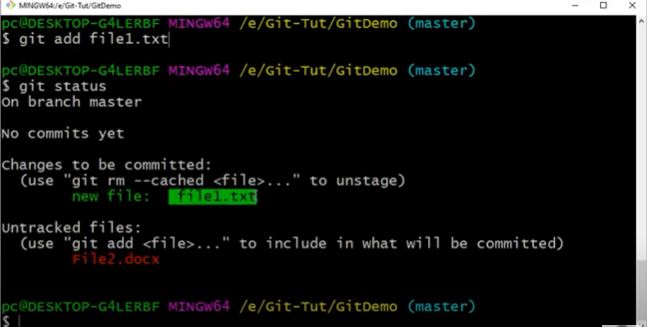 MINGW64:/e/Git-Tut/GitDemo
pc@DESKTOP-G4LERBF MINGW64 /e/Git-Tut/GitDemo (master)
$ git add file1.txt
pc@DESKTOP-G4LERBF MINGW64 /e/Git-Tut/GitDemo (master)
$ git status
On branch master
No commits yet
Changes to be committed:
(use "git rm --cached <file>..." to unstage)
new file: file1.txt
Untracked files:
(use "git add <file>..." to include in what will be committed)
File2.docx
pc@DESKTOP-G4LERBF MINGW64 /e/Git-Tut/GitDemo (master)
$